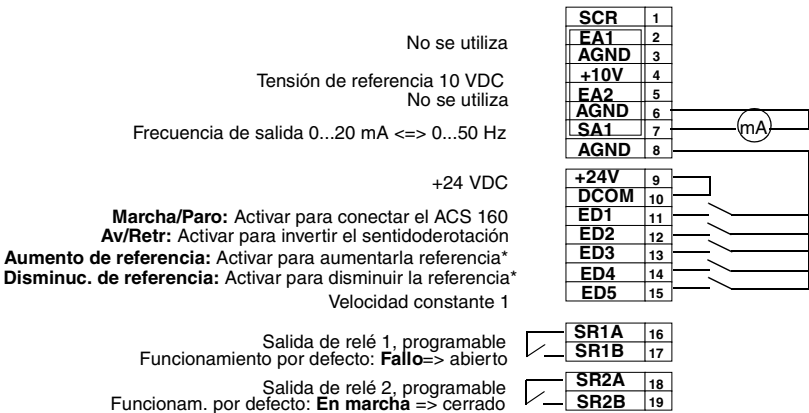 SCR 1
No se utiliza EA1 2
AGND 3
Tensión de referencia 10 VDC +10V 4
No se utiliza EA2 5
AGND 6
Frecuencia de salida 0...20 mA <=> 0...50 Hz SA1 7
mA
AGND 8
+24 VDC +24V 9
DCOM 10
Marcha/Paro: Activar para conectar el ACS 160 ED1 11
Av/Retr: Activar para invertir el sentidoderotación ED2 12
Aumento de referencia: Activar para aumentarla referencia* ED3 13
Disminuc. de referencia: Activar para disminuir la referencia* ED4 14
Velocidad constante 1 ED5 15
Salida de relé 1, programable SR1A 16
Funcionamiento por defecto: Fallo=> abierto SR1B 17
Salida de relé 2, programable SR2A 18
Funcionam. por defecto: En marcha => cerrado SR2B 19